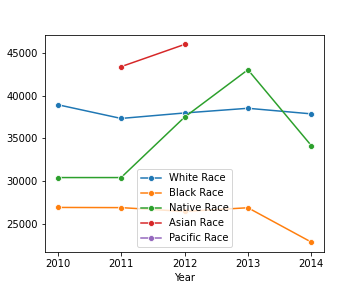 45000
40000
35000
30000
25000
White Race
Black Race
Native Race
Asian Race
Pacific Race
2010 2011 2012 2013 2014
Year